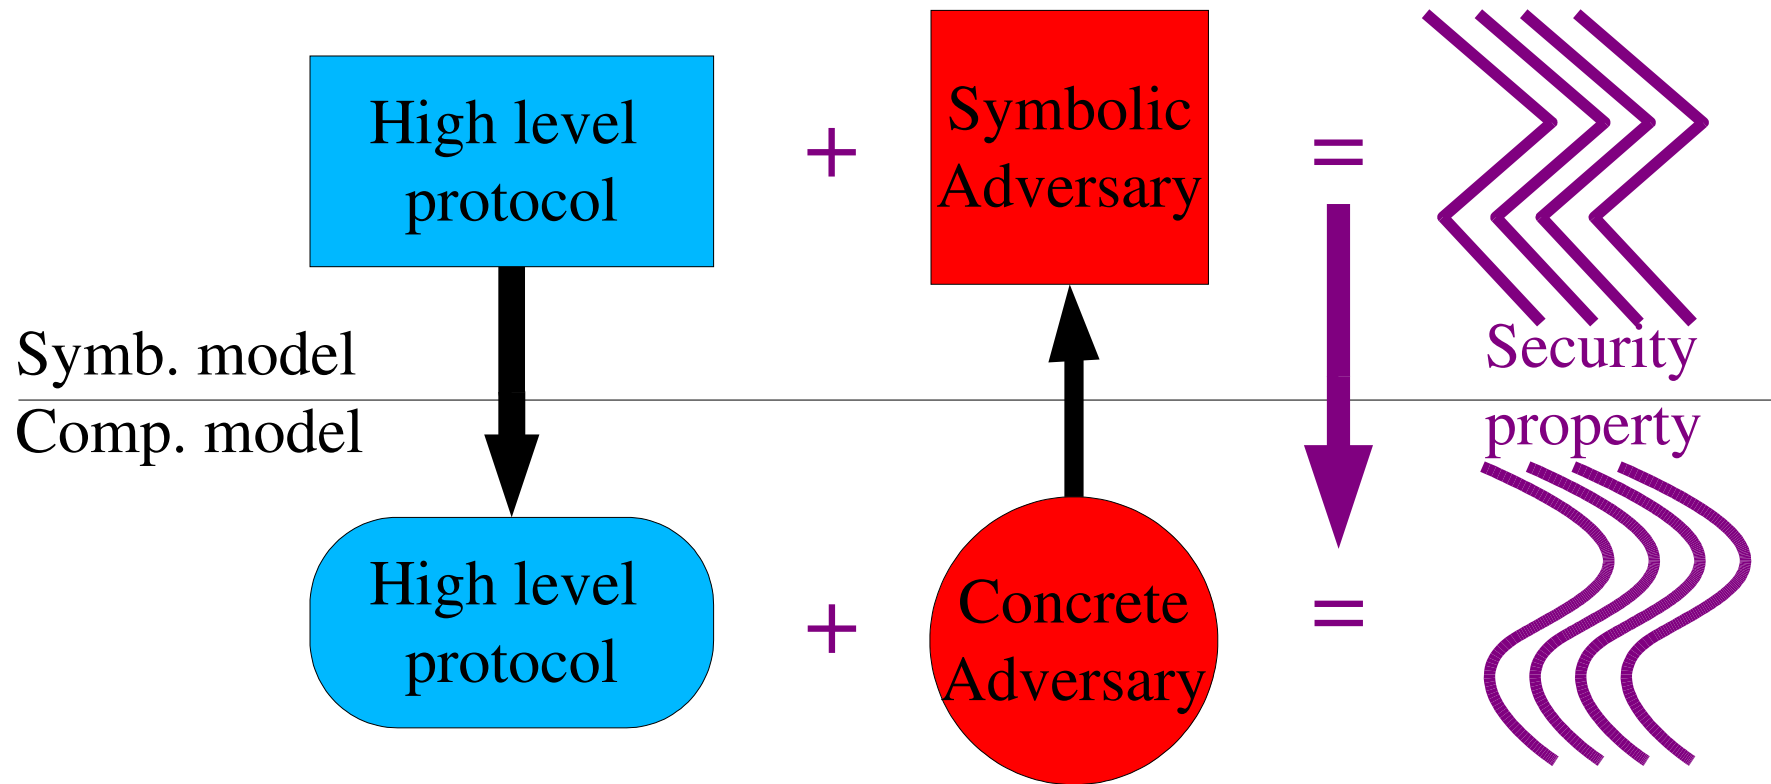 High level
protocol
+
Symbolic
Adversary
=
Symb. model
Security
Comp. model
property
High level
protocol
+
Concrete
Adversary
=